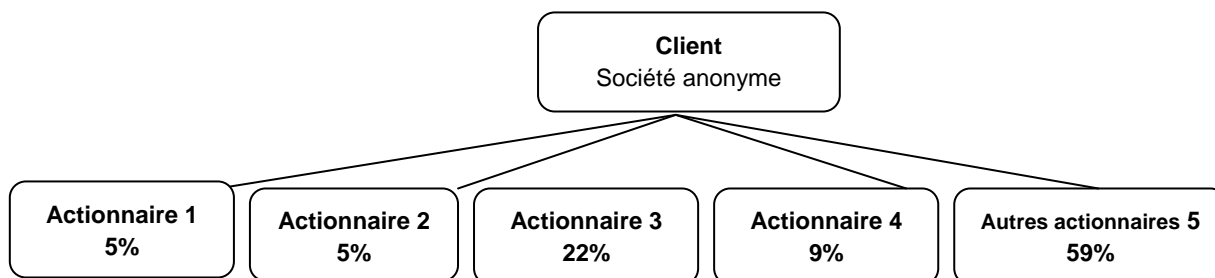 Client
Société anonyme
Actionnaire 1
5%
Actionnaire 2
5%
Actionnaire 3
22%
Actionnaire 4
9%
Autres actionnaires 5
59%